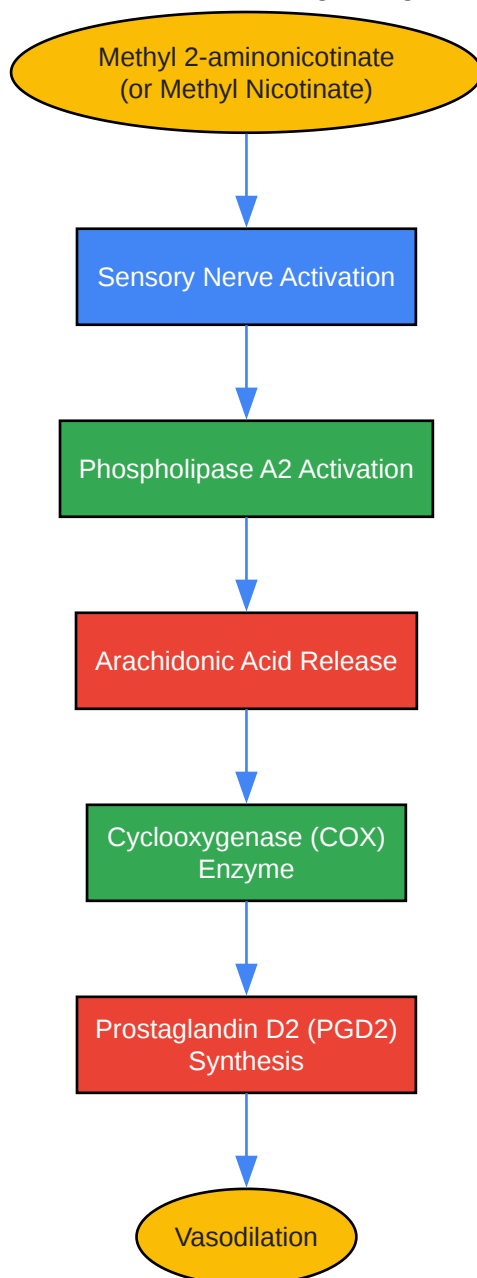 Methyl 2-aminonicotinate
(or Methyl Nicotinate)
Sensory Nerve Activation
Phospholipase A2 Activation
Arachidonic Acid Release
Cyclooxygenase (COX)
Enzyme
Prostaglandin D2 (PGD2)
Synthesis
Vasodilation